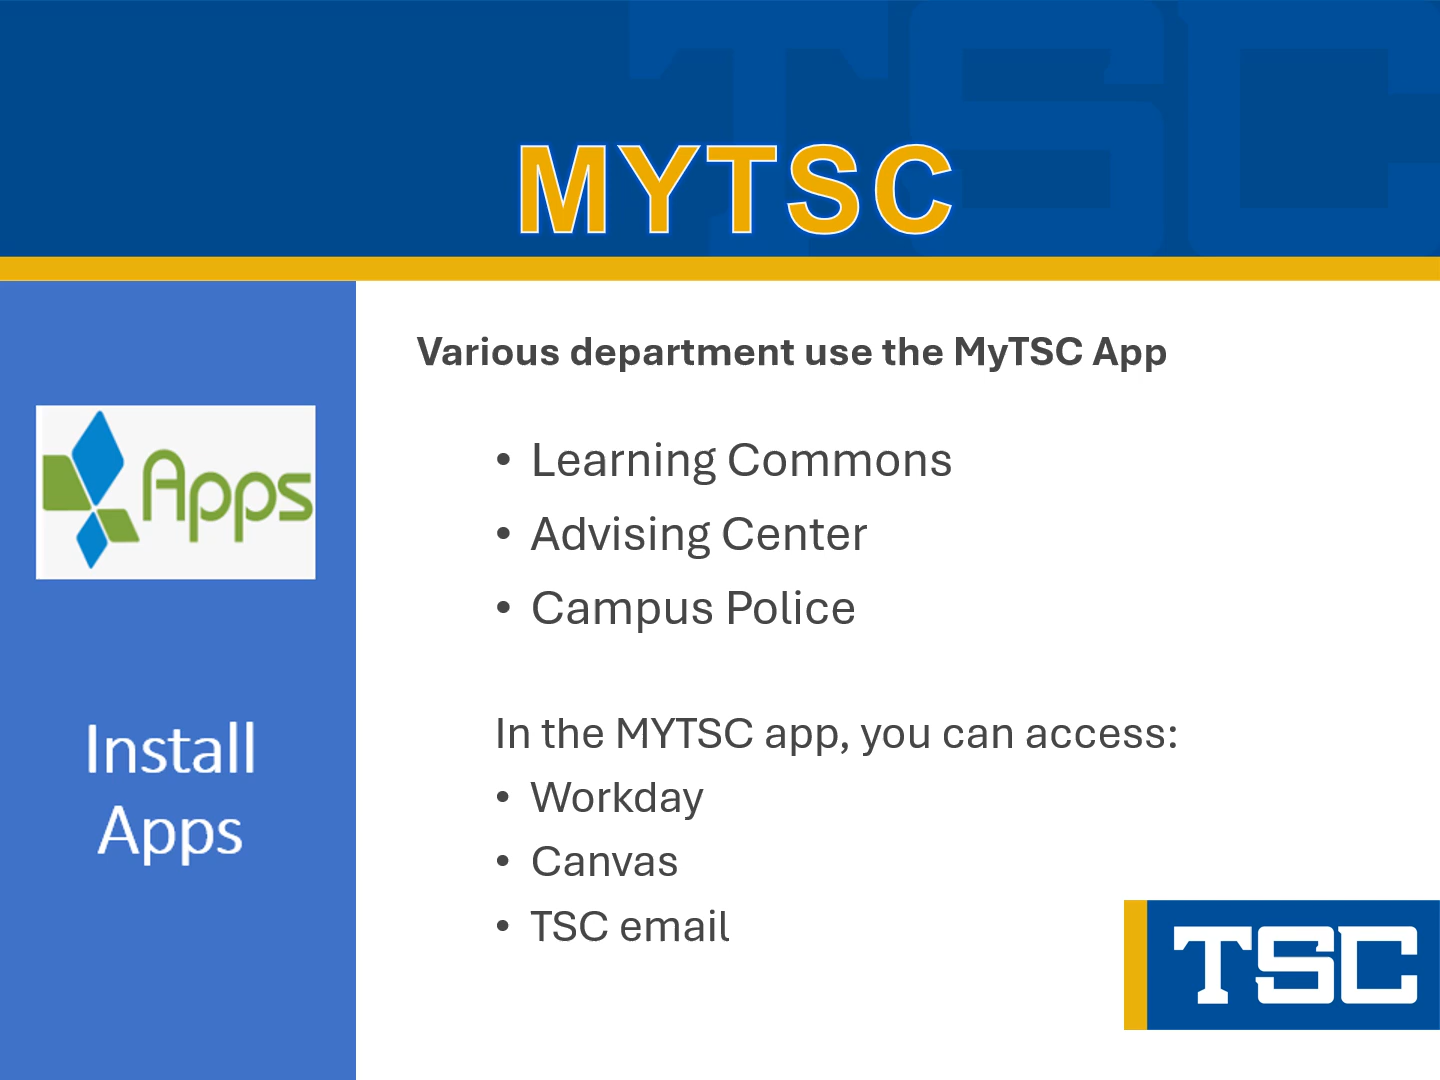 TSC
MYTSC
Various department use the MyTSC App
• Learning Commons
• Advising Center
• Campus Police
Apps
Install
Apps
In the MYTSC app, you can access:
• Workday
• Canvas
• TSC email
TSC